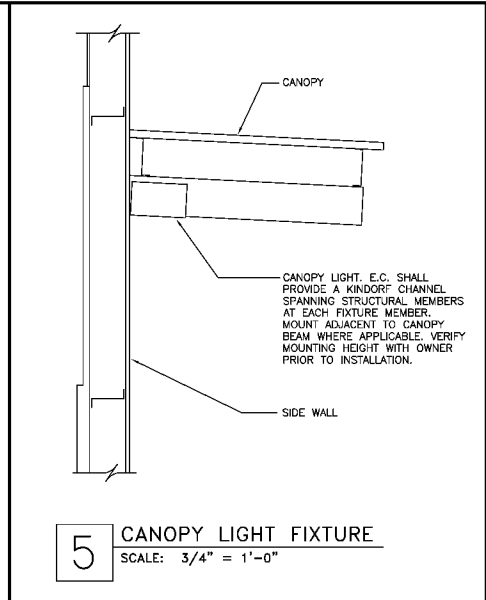 CANOPY
CANOPY LIGHT. E.C. SHALL
PROVIDE A KINDORF CHANNEL
SPANNING STRUCTURAL MEMBERS
AT EACH FIXTURE MEMBER.
MOUNT ADJACENT TO CANOPY
BEAM WHERE APPLICABLE. VERIFY
MOUNTING HEIGHT WITH OWNER
PRIOR TO INSTALLATION.
SIDE WALL
5 CANOPY LIGHT FIXTURE
SCALE: 3/4" = 1'-0"